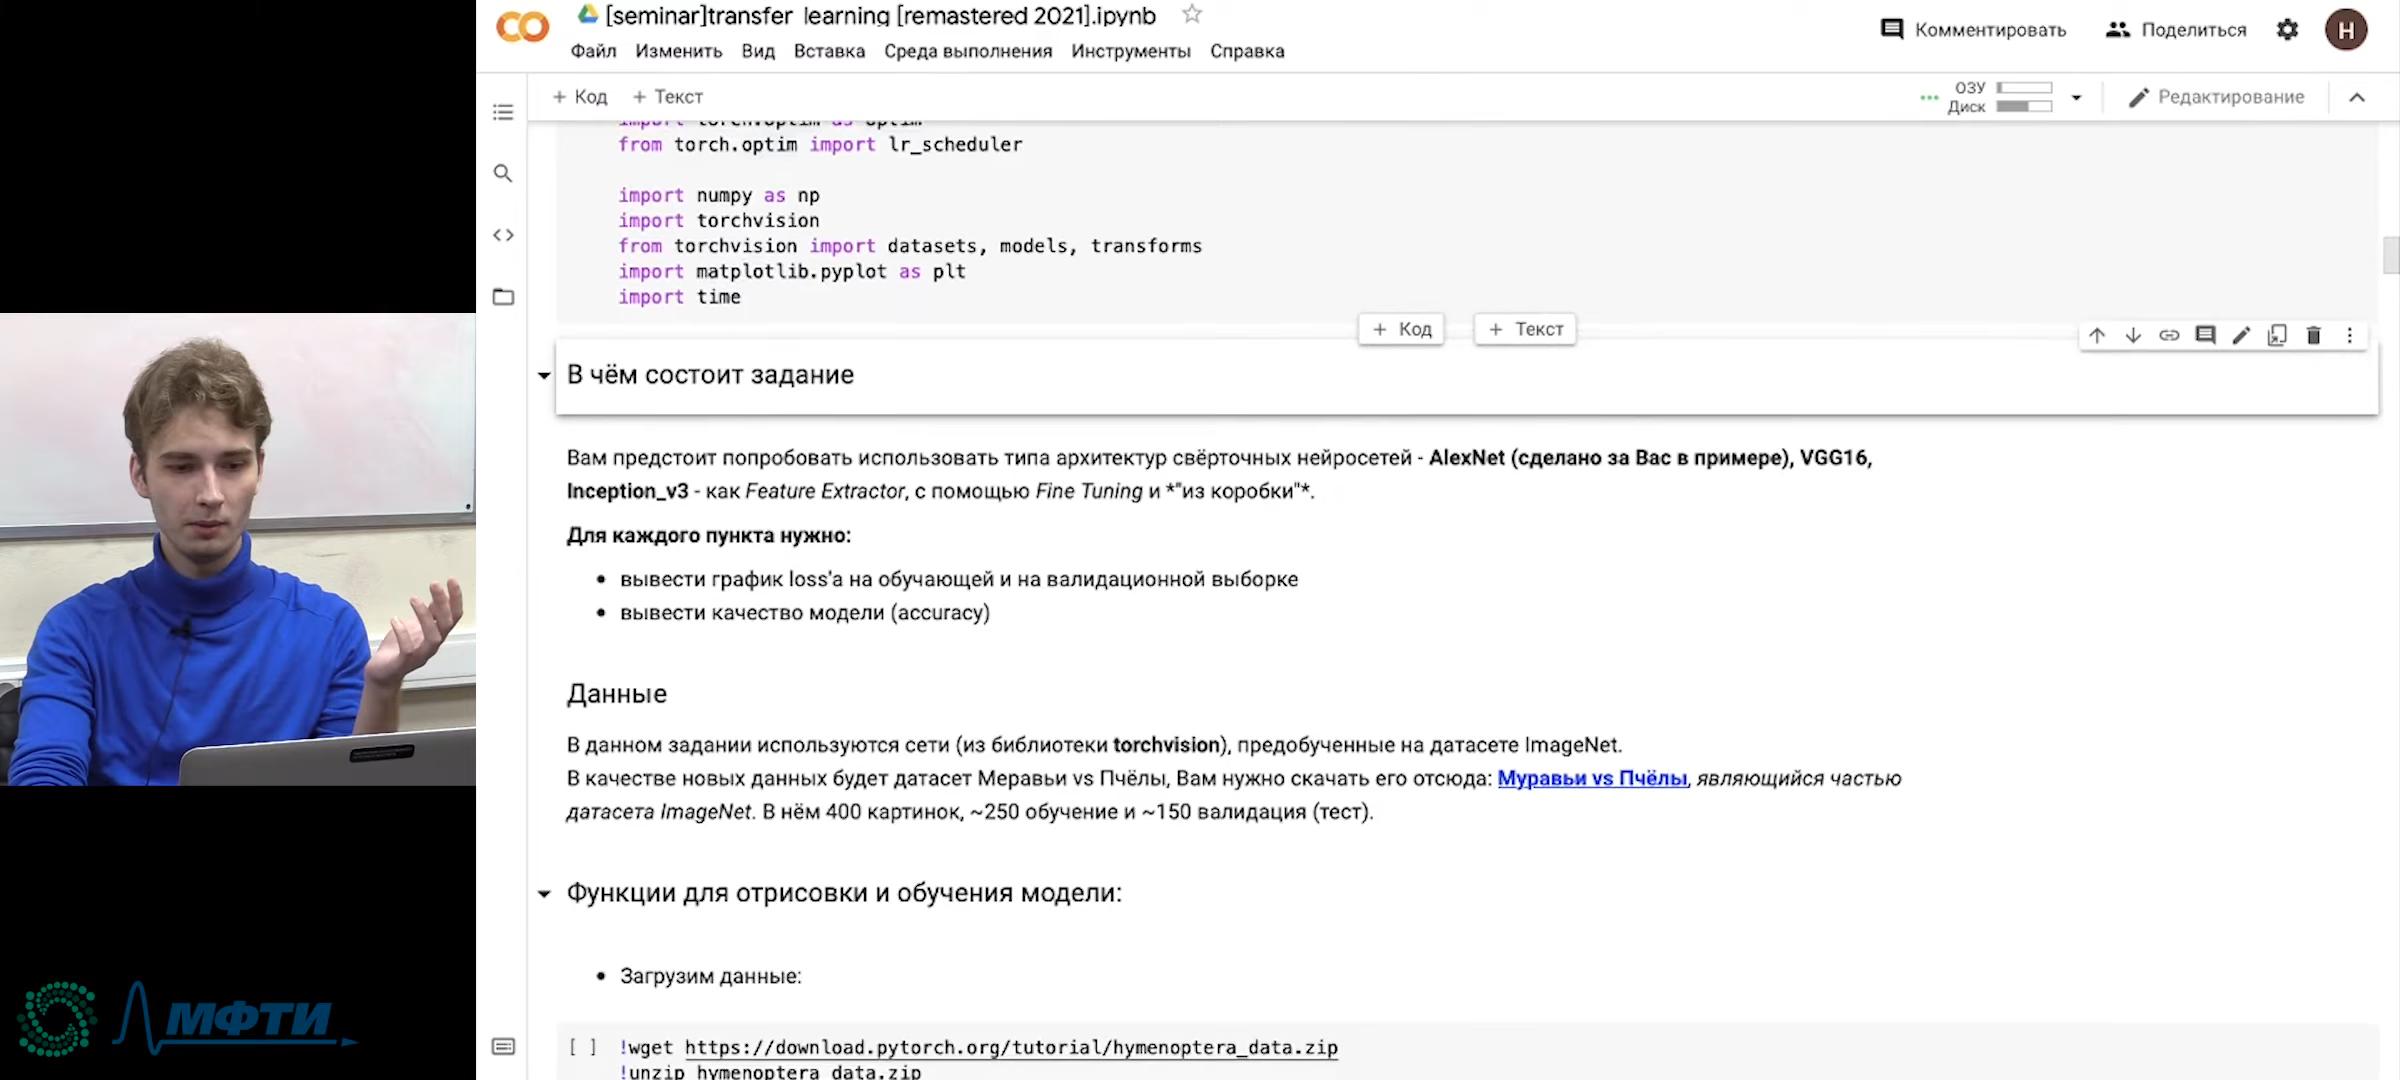 [seminar]transfer_learning [remastered 2021].ipynb
Комментировать
Поделиться
Н
Файл Изменить Вид Вставка Среда выполнения Инструменты Справка
+ Код + Текст
ОЗУ
Диск
Редактирование
import torch.optim as optim
from torch.optim import lr_scheduler
import numpy as np
import torchvision
from torchvision import datasets, models, transforms
import matplotlib.pyplot as plt
import time
+ Код + Текст
В чём состоит задание
Вам предстоит попробовать использовать типа архитектур свёрточных нейросетей - AlexNet (сделано за Вас в примере), VGG16,
Inception_v3 - как Feature Extractor, с помощью Fine Tuning и *"из коробки"*.
Для каждого пункта нужно:
• вывести график loss'а на обучающей и на валидационной выборке
• вывести качество модели (accuracy)
Данные
В данном задании используются сети (из библиотеки torchvision), предобученные на датасете ImageNet.
В качестве новых данных будет датасет Меравьи vs Пчёлы, Вам нужно скачать его отсюда: Муравьи vs Пчёлы, являющийся частью
датасета ImageNet. В нём 400 картинок, ~250 обучение и ~150 валидация (тест).
Функции для отрисовки и обучения модели:
• Загрузим данные:
[ ] !wget https://download.pytorch.org/tutorial/hymenoptera_data.zip
!unzip hymenoptera_data.zip
МФТИ